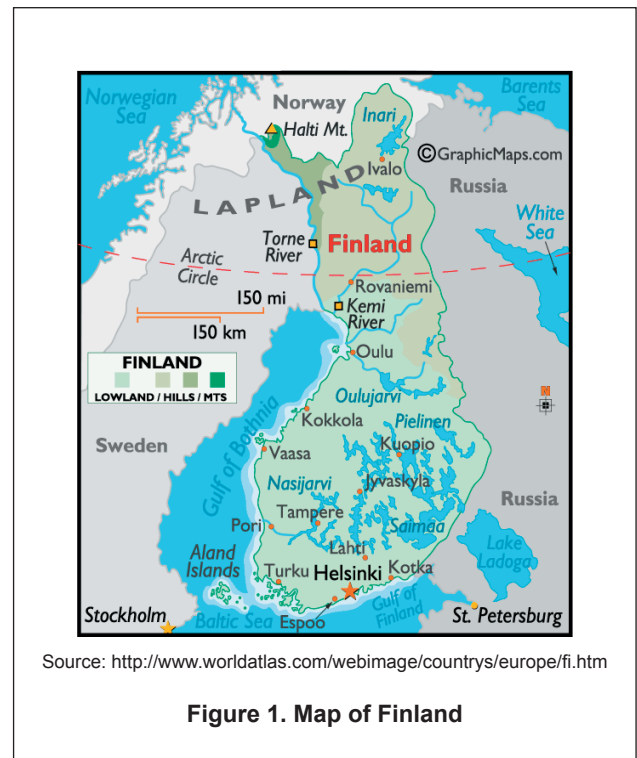 Norwegian
Sea
Norway
Barents
Sea
Halti Mt.
Inari
Ivalo
©GraphicMaps.com
LAPLAND
Russia
White
Sea
Torne
River
Finland
Arctic
Circle
Rovaniemi
150 mi
Kemi
River
150 km
Oulu
FINLAND
LOWLAND / HILLS / MTS
Oulujarvi
N
Kokkola
Pielinen
Sweden
Gulf of Bothnia
Vaasa
Kuopio
Nasijarvi
Jyvaskyla
Russia
Tampere
Pori
Saimaa
Aland
Islands
Lahti
Lake
Ladoga
Turku
Helsinki
Kotka
Stockholm
Baltic Sea
Espoo
Gulf of
Finland
St. Petersburg
Source: http://www.worldatlas.com/webimage/countrys/europe/fi.htm
Figure 1. Map of Finland